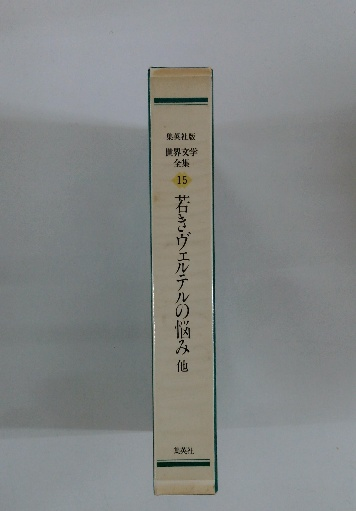 集英社版
世界文学
全集
15
若きヴェルテルの悩み 他
集英社